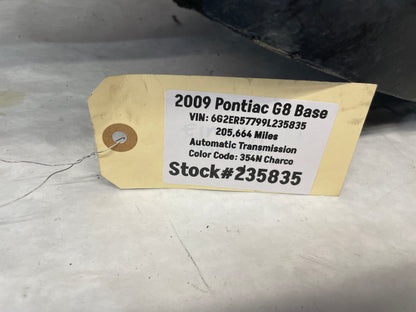 2009 Pontiac G8 Base
VIN: 6G2ER57799L235835
205,664 Miles
Automatic Transmission
Color Code: 354N Charco
Stock#235835